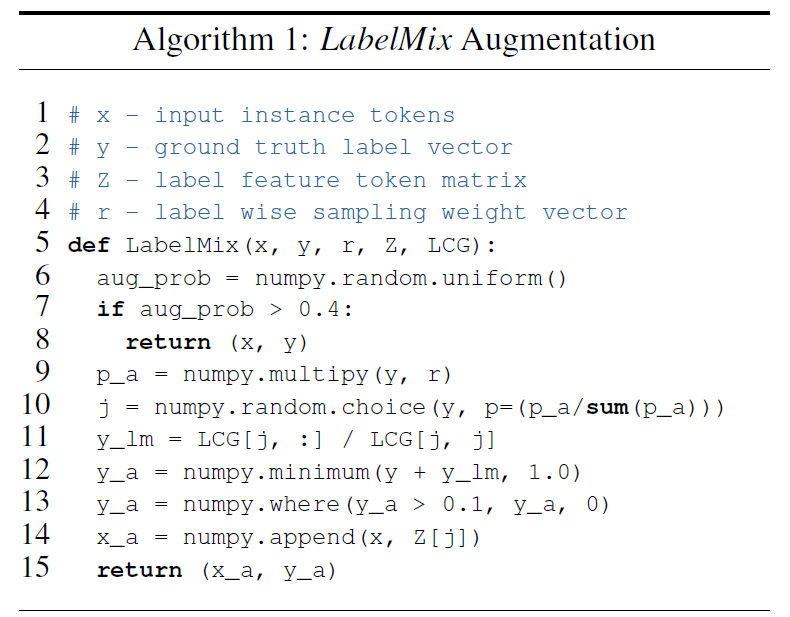 Algorithm 1: LabelMix Augmentation
1 # x - input instance tokens
2 # y - ground truth label vector
3 # Z - label feature token matrix
4 # r - label wise sampling weight vector
5 def LabelMix(x, y, r, Z, LCG):
6   aug_prob = numpy.random.uniform()
7   if aug_prob > 0.4:
8     return (x, y)
9   p_a = numpy.multipy(y, r)
10   j = numpy.random.choice(y, p=(p_a/sum(p_a)))
11   y_lm = LCG[j, :] / LCG[j, j]
12   y_a = numpy.minimum(y + y_lm, 1.0)
13   y_a = numpy.where(y_a > 0.1, y_a, 0)
14   x_a = numpy.append(x, Z[j])
15   return (x_a, y_a)